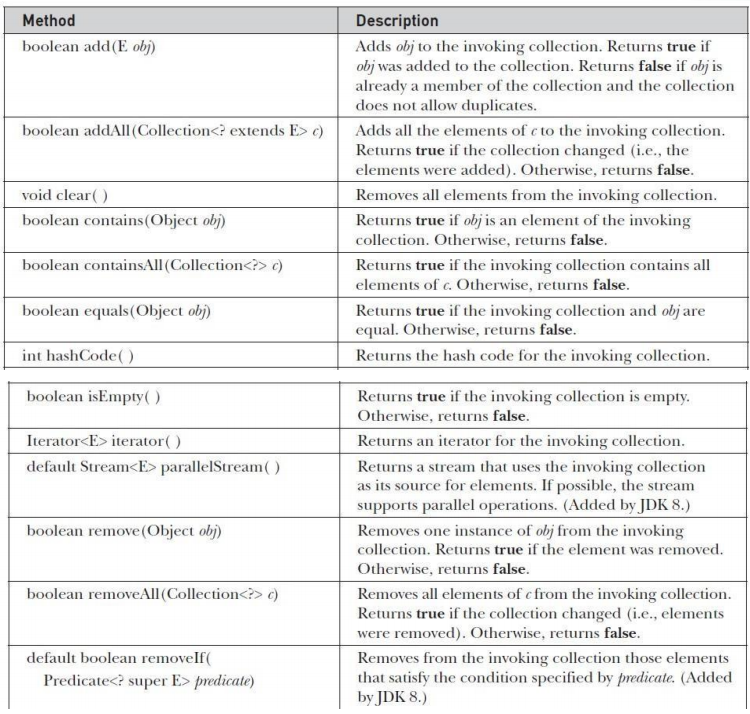 Method Description
boolean add(E obj) Adds obj to the invoking collection. Returns true if
obj was added to the collection. Returns false if obj is
already a member of the collection and the collection
does not allow duplicates.
boolean addAll(Collection<? extends E> c) Adds all the elements of c to the invoking collection.
Returns true if the collection changed (i.e., the
elements were added). Otherwise, returns false.
void clear( ) Removes all elements from the invoking collection.
boolean contains(Object obj) Returns true if obj is an element of the invoking
collection. Otherwise, returns false.
boolean containsAll(Collection<?> c) Returns true if the invoking collection contains all
elements of c. Otherwise, returns false.
boolean equals(Object obj) Returns true if the invoking collection and obj are
equal. Otherwise, returns false.
int hashCode( ) Returns the hash code for the invoking collection.
boolean isEmpty( ) Returns true if the invoking collection is empty.
Otherwise, returns false.
Iterator<E> iterator( ) Returns an iterator for the invoking collection.
default Stream<E> parallelStream( ) Returns a stream that uses the invoking collection
as its source for elements. If possible, the stream
supports parallel operations. (Added by JDK 8.)
boolean remove(Object obj) Removes one instance of obj from the invoking
collection. Returns true if the element was removed.
Otherwise, returns false.
boolean removeAll(Collection<?> c) Removes all elements of c from the invoking collection.
Returns true if the collection changed (i.e., elements
were removed). Otherwise, returns false.
default boolean removeIf( Removes from the invoking collection those elements
Predicate<? super E> predicate) that satisfy the condition specified by predicate. (Added
by JDK 8.)